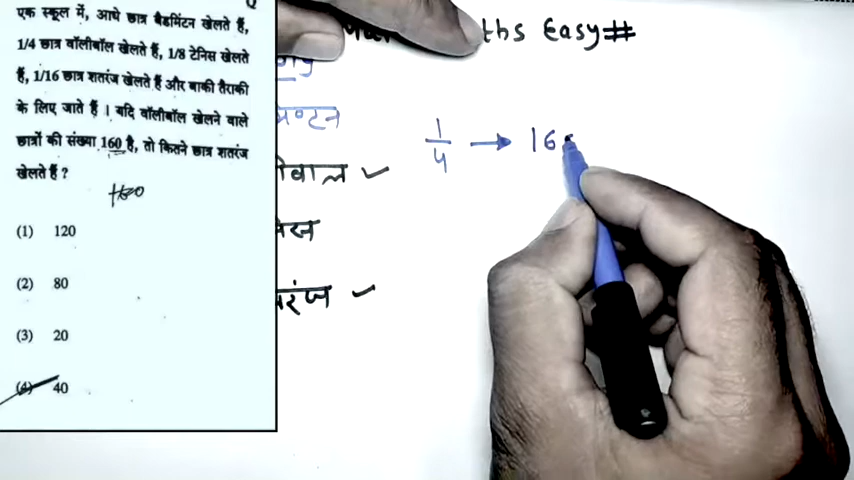 एक स्कूल में, आधे छात्र बैडमिंटन खेलते हैं,
1/4 छात्र वॉलीबॉल खेलते हैं, 1/8 टेनिस खेलते
हैं, 1/16 छात्र शतरंज खेलते हैं और बाकी तैराकी
के लिए जाते हैं । यदि वॉलीबॉल खेलने वाले
छात्रों की संख्या 160 है, तो कितने छात्र शतरंज
खेलते हैं ?
(1) 120
(2) 80
(3) 20
(4) 40
ths Easy#
1/4 → 16